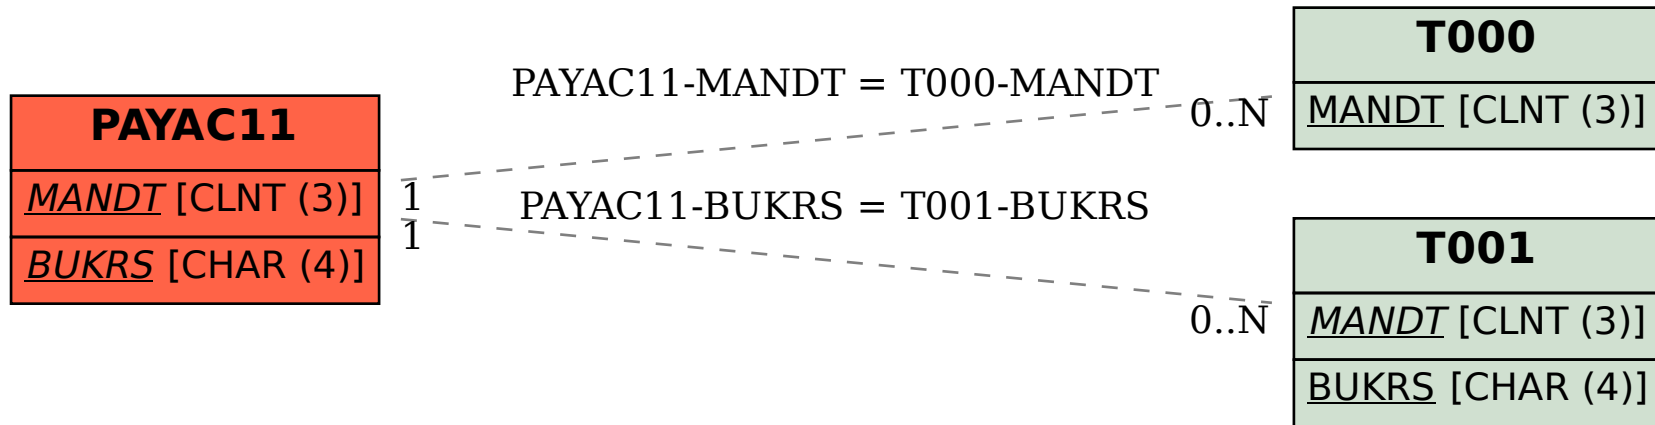 PAYAC11
MANDT [CLNT (3)]
BUKRS [CHAR (4)]
PAYAC11-MANDT = T000-MANDT
1
0..N
PAYAC11-BUKRS = T001-BUKRS
1
0..N
T000
MANDT [CLNT (3)]
T001
MANDT [CLNT (3)]
BUKRS [CHAR (4)]